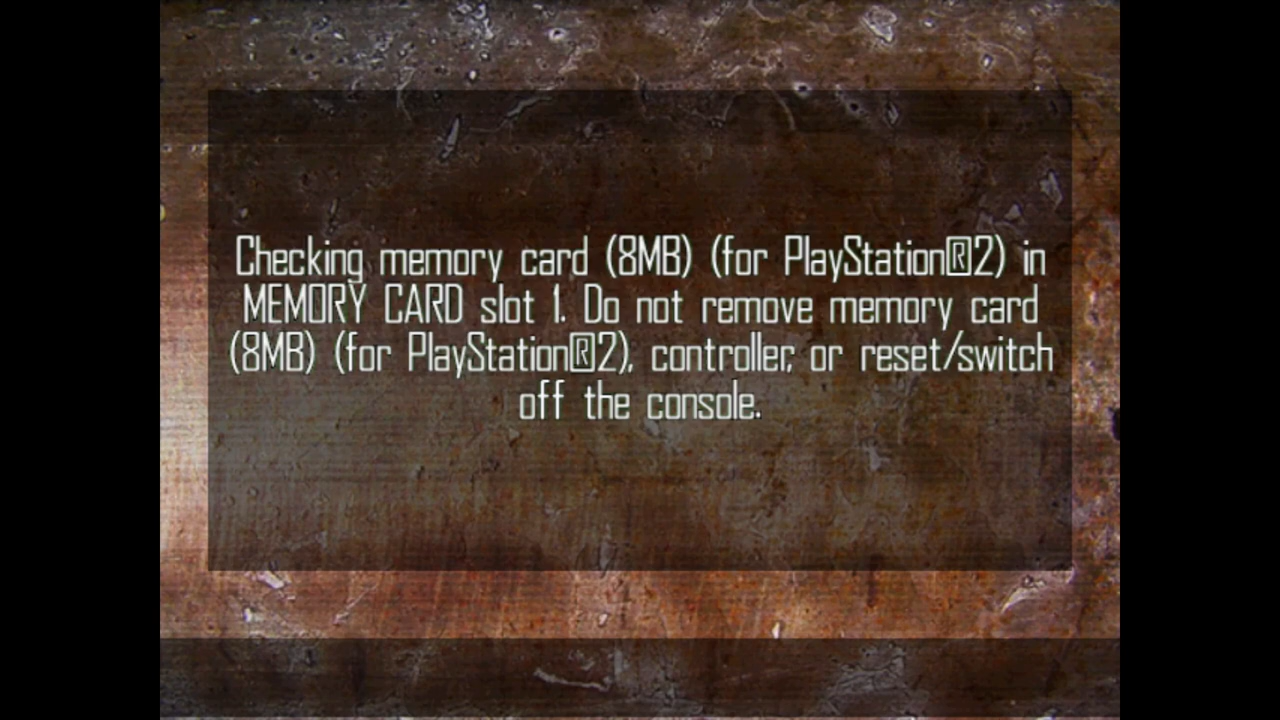 Checking memory card (8MB) (for PlayStation®2) in
MEMORY CARD slot 1. Do not remove memory card
(8MB) (for PlayStation®2), controller, or reset/switch
off the console.